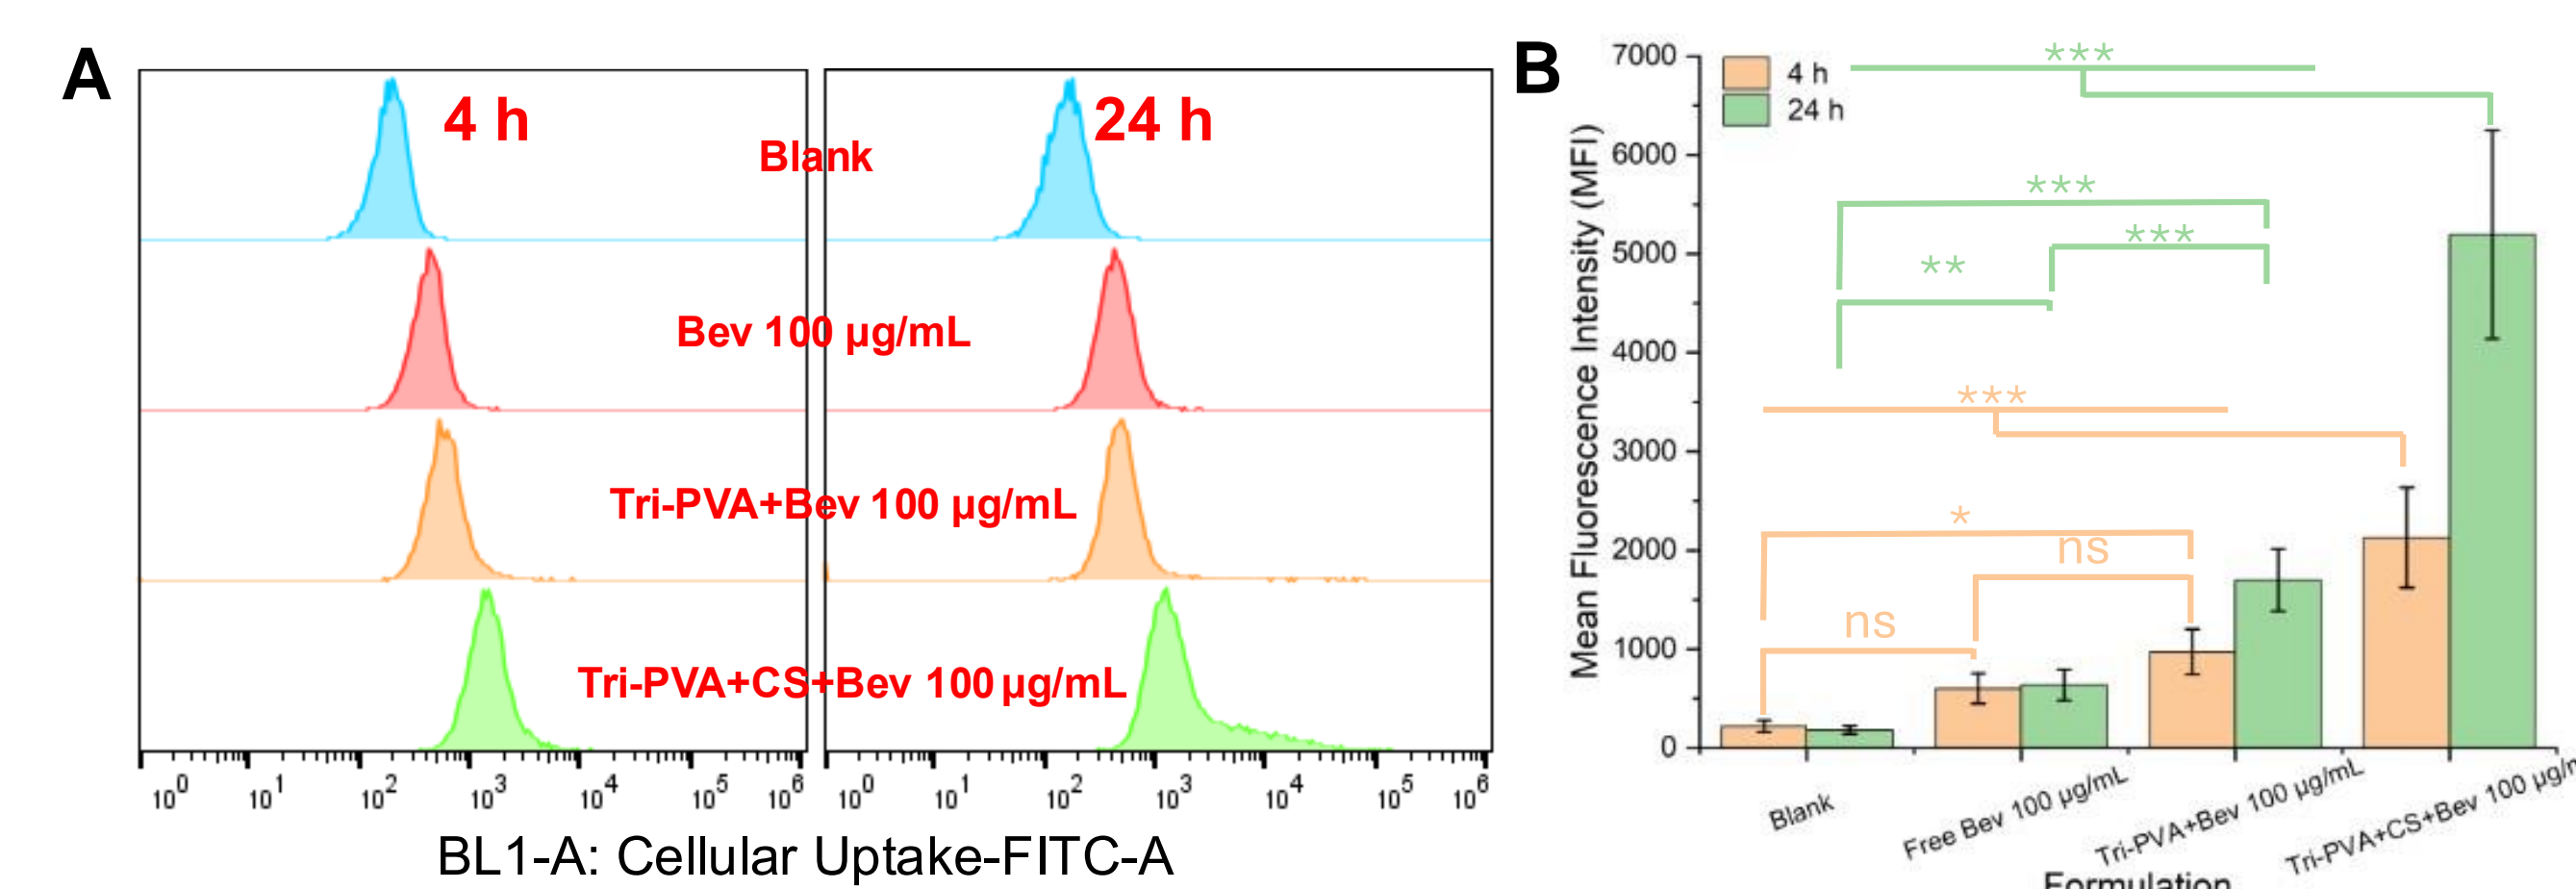 A
4 h
24 h
Blank
Bev 100 µg/mL
Tri-PVA+Bev 100 µg/mL
Tri-PVA+CS+Bev 100 µg/mL
10^0 10^1 10^2 10^3 10^4 10^5 10^6
10^0 10^1 10^2 10^3 10^4 10^5 10^6
BL1-A: Cellular Uptake-FITC-A
B
Mean Fluorescence Intensity (MFI)
7000
6000
5000
4000
3000
2000
1000
0
4 h
24 h
***
***
***
**
***
*
ns
ns
Blank
Free Bev 100 µg/mL
Tri-PVA+Bev 100 µg/mL
Tri-PVA+CS+Bev 100 µg/
Formulation